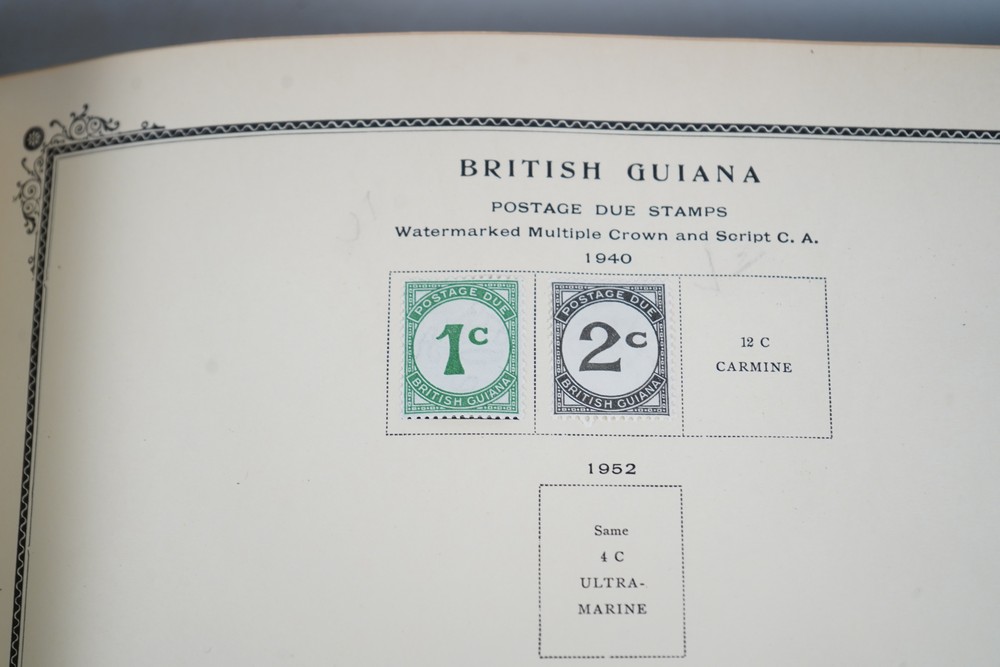 BRITISH GUIANA
POSTAGE DUE STAMPS
Watermarked Multiple Crown and Script C. A.
1940
POSTAGE DUE
1c
BRITISH GUIANA
POSTAGE DUE
2c
BRITISH GUIANA
12 C
CARMINE
1952
Same
4 C
ULTRA-
MARINE